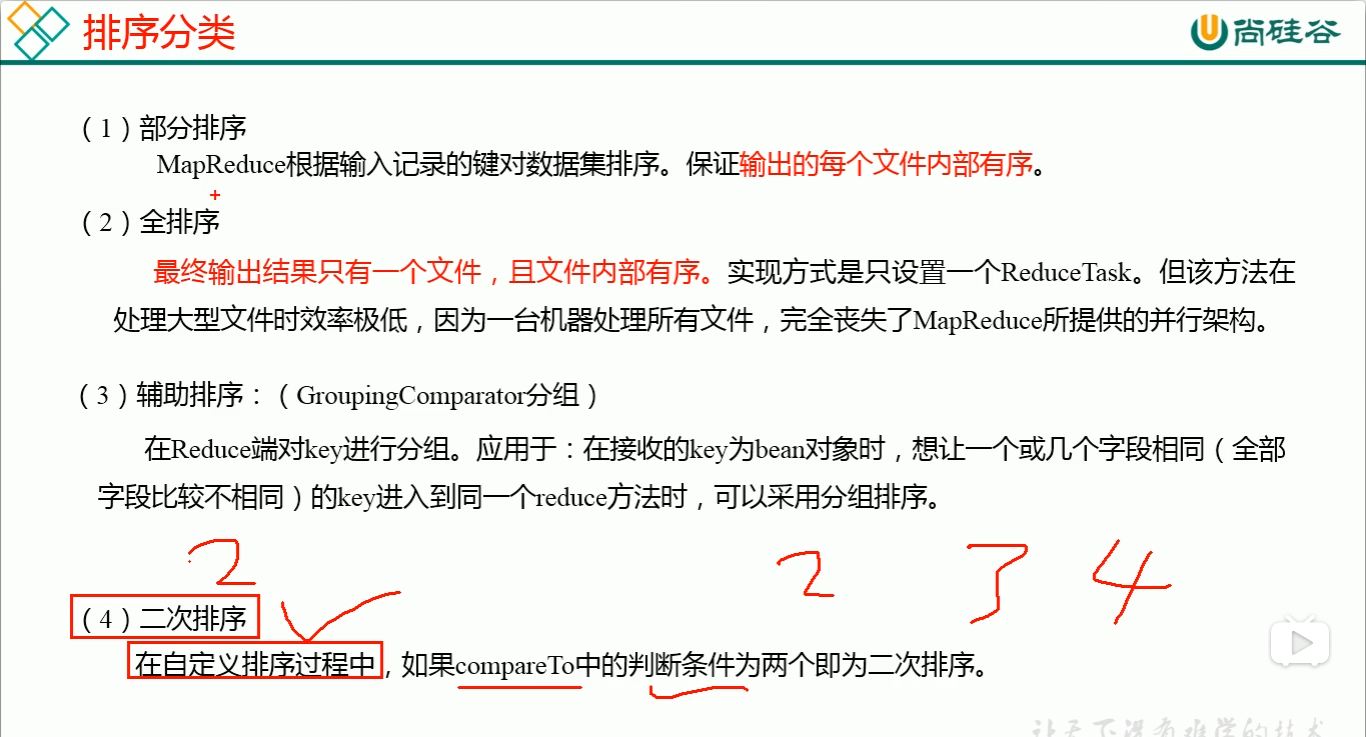 排序分类
尚硅谷
（1）部分排序
MapReduce根据输入记录的键对数据集排序。保证输出的每个文件内部有序。
（2）全排序
最终输出结果只有一个文件，且文件内部有序。实现方式是只设置一个ReduceTask。但该方法在
处理大型文件时效率极低，因为一台机器处理所有文件，完全丧失了MapReduce所提供的并行架构。
（3）辅助排序：（GroupingComparator分组）
在Reduce端对key进行分组。应用于：在接收的key为bean对象时，想让一个或几个字段相同（全部
字段比较不相同）的key进入到同一个reduce方法时，可以采用分组排序。
2 2 3 4
（4）二次排序
在自定义排序过程中，如果compareTo中的判断条件为两个即为二次排序。
让天下没有难学的技术